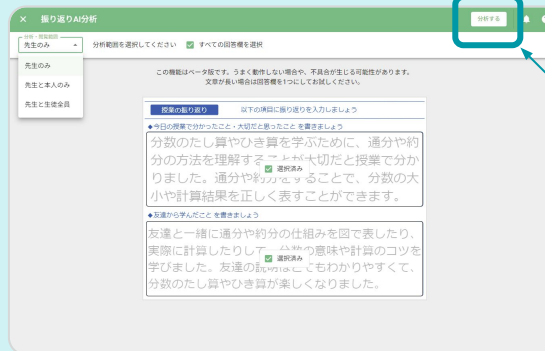 × 振り返りAI分析
分析する
分析・閲覧範囲
先生のみ
分析範囲を選択してください
すべての回答欄を選択
先生のみ
先生と本人のみ
先生と生徒全員
この機能はベータ版です。うまく動作しない場合や、不具合が生じる可能性があります。
文章が長い場合は回答欄を1つにしてお試しください。
授業の振り返り
以下の項目に振り返りを入力しましょう
◆今日の授業で分かったこと・大切だと思ったこと を書きましょう
分数のたし算やひき算を学ぶために、通分や約
分の方法を理解することが大切だと授業で分か
りました。通分や約分をすることで、分数の大
小や計算結果を正しく表すことができます。
選択済み
◆友達から学んだこと を書きましょう
友達と一緒に通分や約分の仕組みを図で表したり、
実際に計算したりして、分数の意味や計算のコツを
学びました。友達の説明はとてもわかりやすくて、
分数のたし算やひき算が楽しくなりました。
選択済み